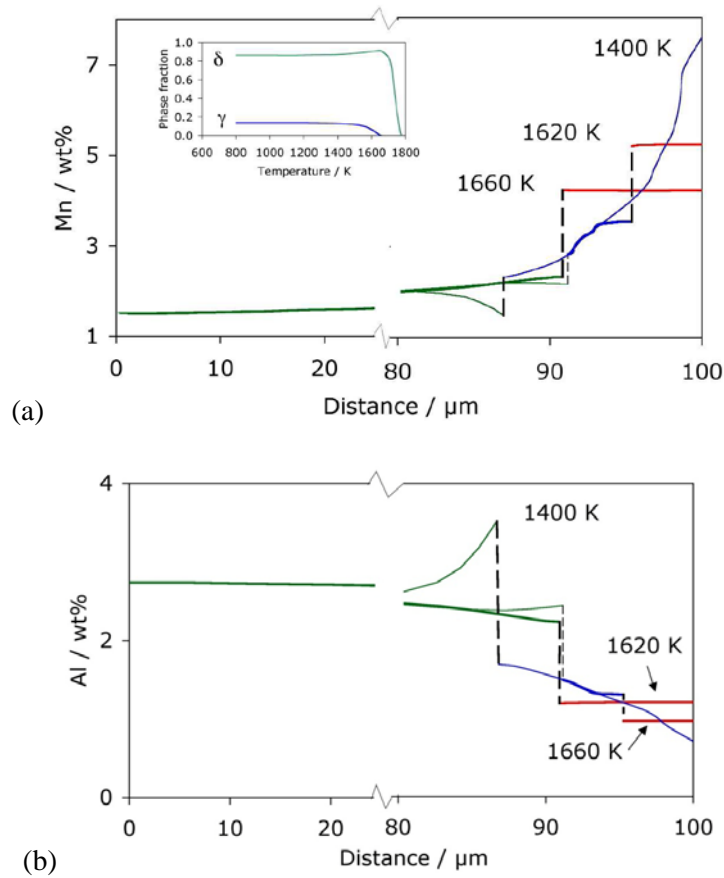 7
5
3
1
Mn / wt%
1.0
0.8
0.6
0.4
0.2
0.0
Phase fraction
δ
γ
600 800 1000 1200 1400 1600 1800
Temperature / K
1400 K
1620 K
1660 K
0 10 20 80 90 100
Distance / µm
(a)
4
2
0
Al / wt%
1400 K
1620 K
1660 K
0 10 20 80 90 100
Distance / µm
(b)